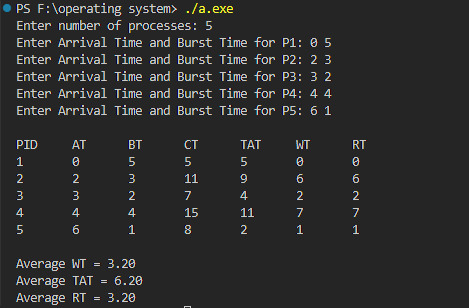 PS F:\operating system> ./a.exe
Enter number of processes: 5
Enter Arrival Time and Burst Time for P1: 0 5
Enter Arrival Time and Burst Time for P2: 2 3
Enter Arrival Time and Burst Time for P3: 3 2
Enter Arrival Time and Burst Time for P4: 4 4
Enter Arrival Time and Burst Time for P5: 6 1
PID AT BT CT TAT WT RT
1 0 5 5 5 0 0
2 2 3 11 9 6 6
3 3 2 7 4 2 2
4 4 4 15 11 7 7
5 6 1 8 2 1 1
Average WT = 3.20
Average TAT = 6.20
Average RT = 3.20